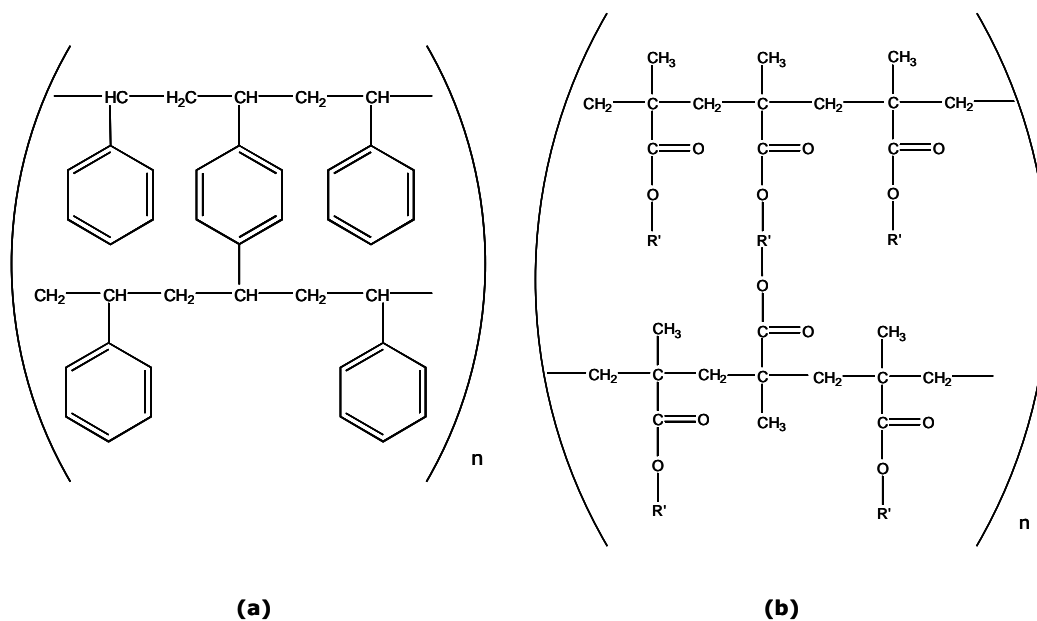 HC H₂C CH CH₂ CH
CH₂ CH CH₂ CH CH₂ CH
n
(a)
CH₃ CH₃ CH₃
CH₂ C CH₂ C CH₂ C CH₂
C O C O C O
O O O
R' R' R'
O
C O
CH₃ CH₃
CH₂ C CH₂ C CH₂ C CH₂
C O CH₃ C O
O O
R' R'
n
(b)